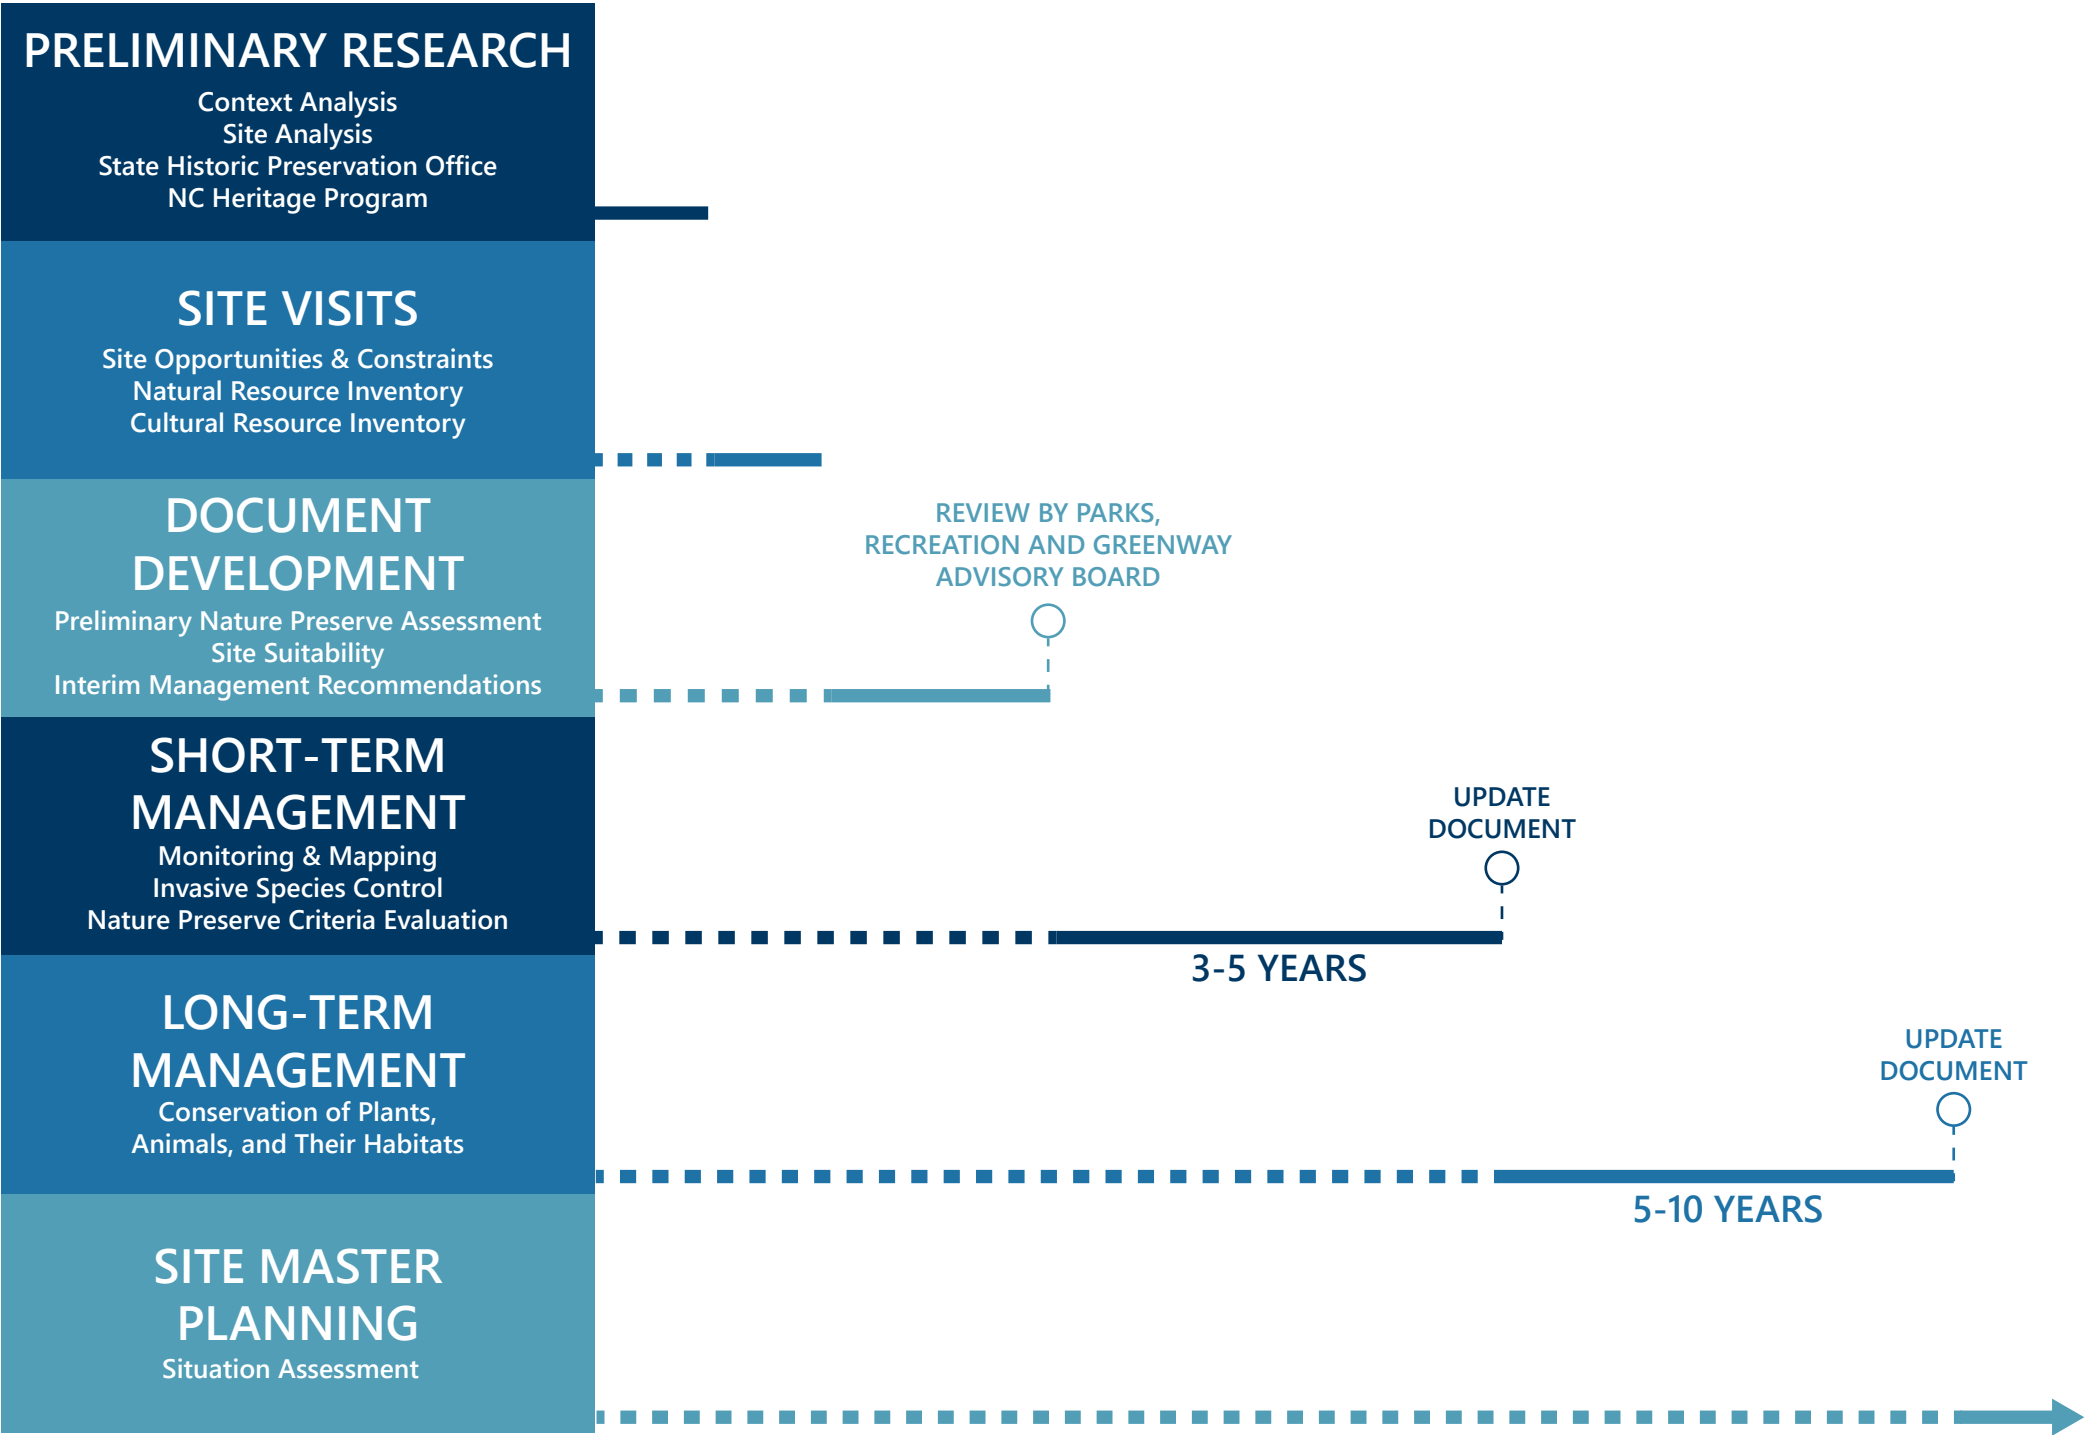 PRELIMINARY RESEARCH
Context Analysis
Site Analysis
State Historic Preservation Office
NC Heritage Program
SITE VISITS
Site Opportunities & Constraints
Natural Resource Inventory
Cultural Resource Inventory
DOCUMENT
DEVELOPMENT
Preliminary Nature Preserve Assessment
Site Suitability
Interim Management Recommendations
REVIEW BY PARKS,
RECREATION AND GREENWAY
ADVISORY BOARD
SHORT-TERM
MANAGEMENT
Monitoring & Mapping
Invasive Species Control
Nature Preserve Criteria Evaluation
UPDATE
DOCUMENT
3-5 YEARS
LONG-TERM
MANAGEMENT
Conservation of Plants,
Animals, and Their Habitats
UPDATE
DOCUMENT
5-10 YEARS
SITE MASTER
PLANNING
Situation Assessment